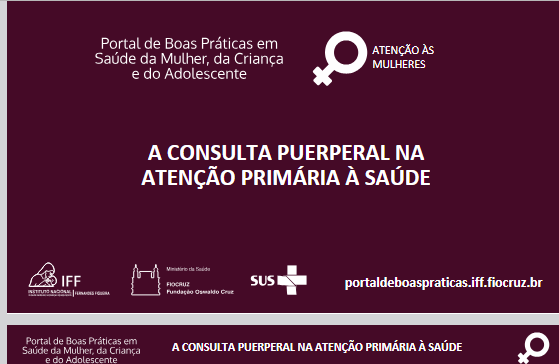 Portal de Boas Práticas em
Saúde da Mulher, da Criança
e do Adolescente
ATENÇÃO ÀS
MULHERES
A CONSULTA PUERPERAL NA
ATENÇÃO PRIMÁRIA À SAÚDE
IFF
INSTITUTO NACIONAL
FERNANDES FIGUEIRA
Ministério da Saúde
FIOCRUZ
Fundação Oswaldo Cruz
SUS
portaldeboaspraticas.iff.fiocruz.br
Portal de Boas Práticas em
Saúde da Mulher, da Criança
e do Adolescente
A CONSULTA PUERPERAL NA ATENÇÃO PRIMÁRIA À SAÚDE